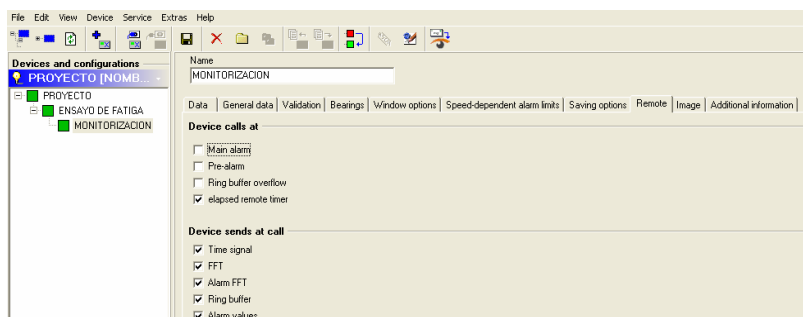 File Edit View Device Service Extras Help
Devices and configurations
PROYECTO [NOMB...
PROYECTO
ENSAYO DE FATIGA
MONITORIZACION
Name
MONITORIZACION
Data General data Validation Bearings Window options Speed-dependent alarm limits Saving options Remote Image Additional information
Device calls at
Main alarm
Pre-alarm
Ring buffer overflow
elapsed remote timer
Device sends at call
Time signal
FFT
Alarm FFT
Ring buffer
Alarm values